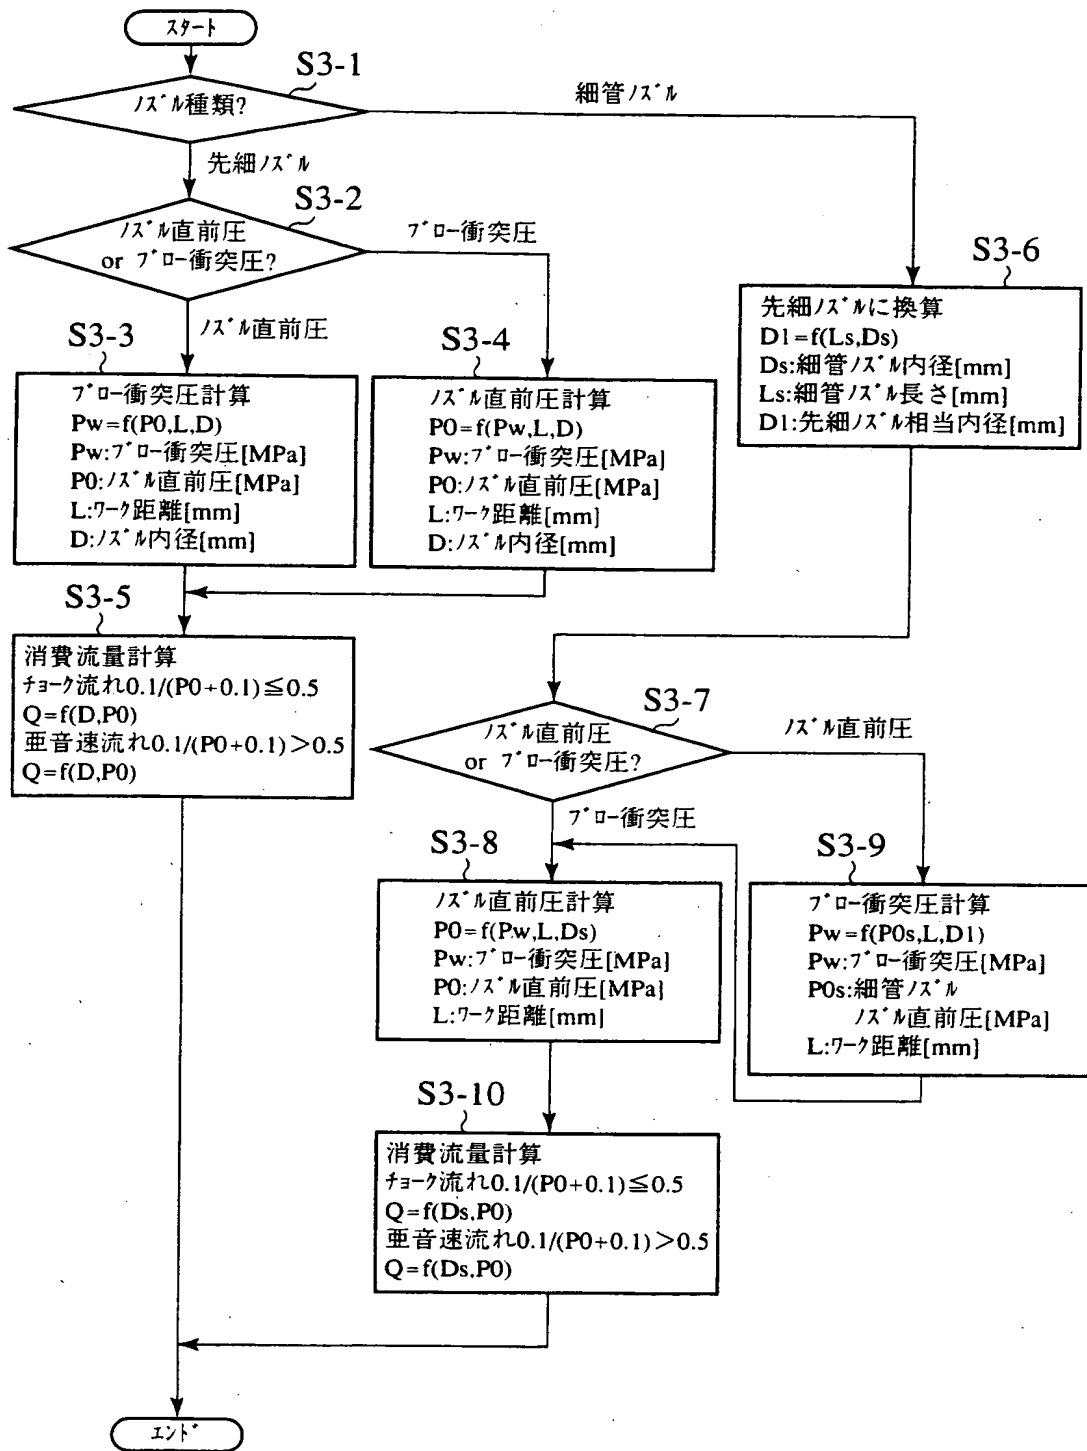 スタート
S3-1
ノズル種類?
細管ノズル
先細ノズル
S3-2
ノズル直前圧
or ブロー衝突圧?
ブロー衝突圧
ノズル直前圧
S3-6
先細ノズルに換算
D1=f(Ls,Ds)
Ds:細管ノズル内径[mm]
Ls:細管ノズル長さ[mm]
D1:先細ノズル相当内径[mm]
S3-3
ブロー衝突圧計算
Pw=f(P0,L,D)
Pw:ブロー衝突圧[MPa]
P0:ノズル直前圧[MPa]
L:ワーク距離[mm]
D:ノズル内径[mm]
S3-4
ノズル直前圧計算
P0=f(Pw,L,D)
Pw:ブロー衝突圧[MPa]
P0:ノズル直前圧[MPa]
L:ワーク距離[mm]
D:ノズル内径[mm]
S3-5
消費流量計算
チョーク流れ0.1/(P0+0.1)≦0.5
Q=f(D,P0)
亜音速流れ0.1/(P0+0.1)>0.5
Q=f(D,P0)
S3-7
ノズル直前圧
or ブロー衝突圧?
ノズル直前圧
ブロー衝突圧
S3-8
ノズル直前圧計算
P0=f(Pw,L,Ds)
Pw:ブロー衝突圧[MPa]
P0:ノズル直前圧[MPa]
L:ワーク距離[mm]
S3-9
ブロー衝突圧計算
Pw=f(P0s,L,D1)
Pw:ブロー衝突圧[MPa]
P0s:細管ノズル
ノズル直前圧[MPa]
L:ワーク距離[mm]
S3-10
消費流量計算
チョーク流れ0.1/(P0+0.1)≦0.5
Q=f(Ds,P0)
亜音速流れ0.1/(P0+0.1)>0.5
Q=f(Ds,P0)
エンド